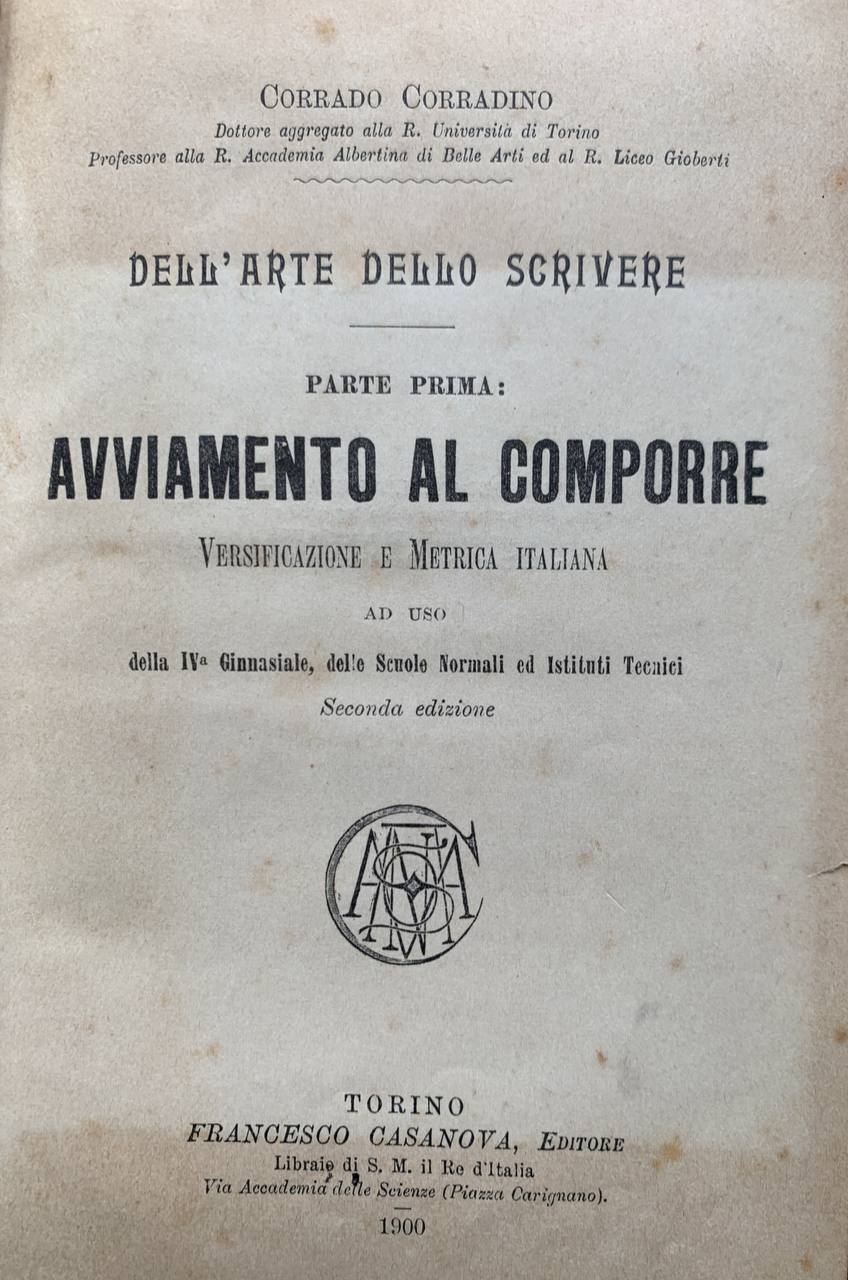 CORRADO CORRADINO
Dottore aggregato alla R. Università di Torino
Professore alla R. Accademia Albertina di Belle Arti ed al R. Liceo Gioberti
DELL'ARTE DELLO SCRIVERE
PARTE PRIMA:
AVVIAMENTO AL COMPORRE
VERSIFICAZIONE E METRICA ITALIANA
AD USO
della IVª Ginnasiale, delle Scuole Normali ed Istituti Tecnici
Seconda edizione
TORINO
FRANCESCO CASANOVA, EDITORE
Libraio di S. M. il Re d'Italia
Via Accademia delle Scienze (Piazza Carignano).
1900